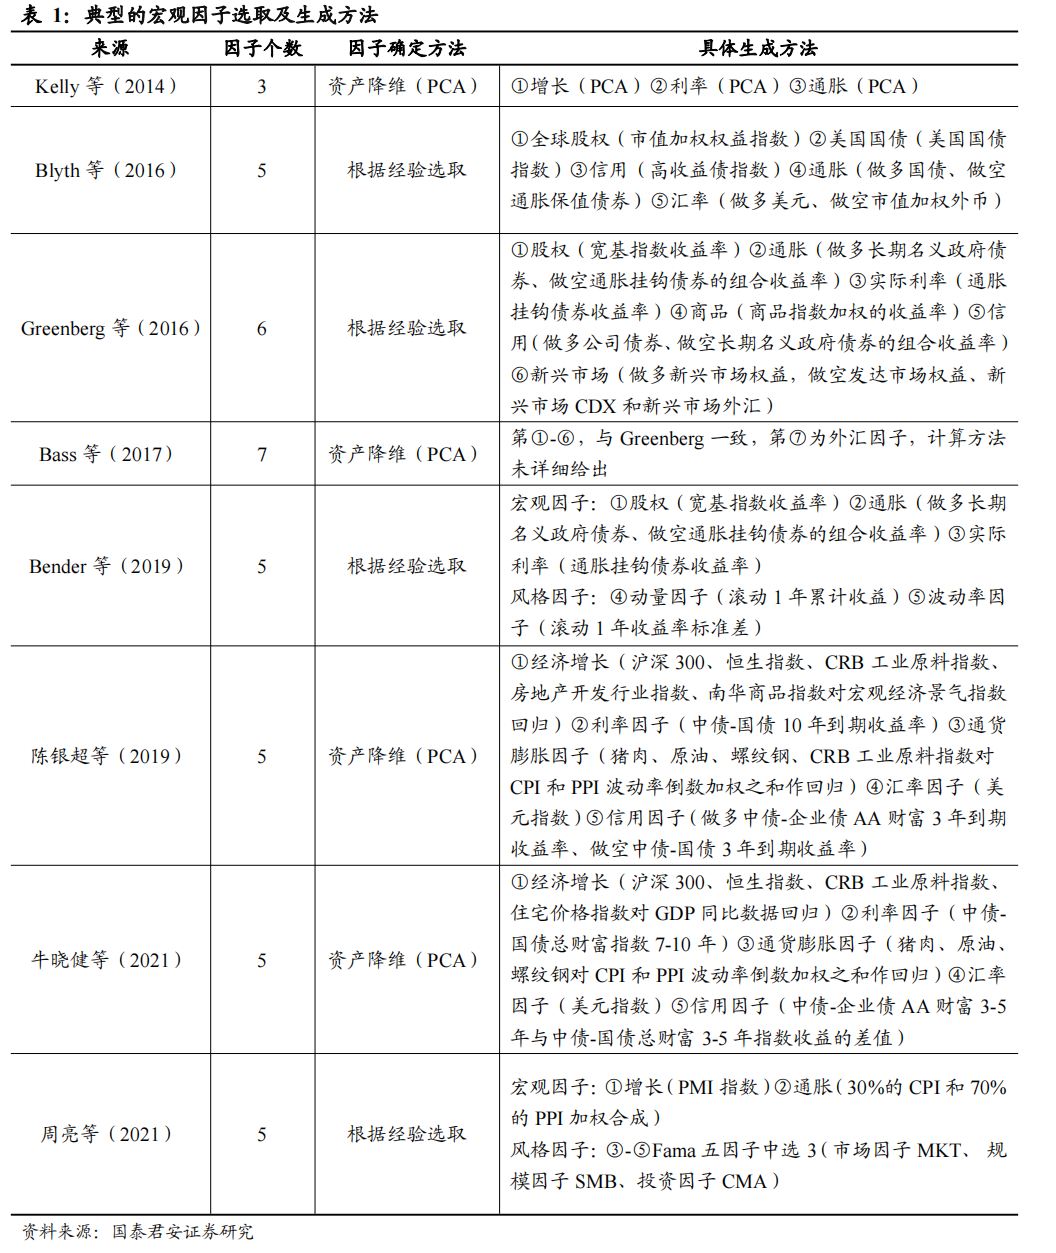 表 1：典型的宏观因子选取及生成方法
来源 因子个数 因子确定方法 具体生成方法
Kelly 等（2014） 3 资产降维（PCA） ①增长（PCA）②利率（PCA）③通胀（PCA）
Blyth 等（2016） 5 根据经验选取
①全球股权（市值加权权益指数）②美国国债（美国国债
指数）③信用（高收益债指数）④通胀（做多国债、做空
通胀保值债券）⑤汇率（做多美元、做空市值加权外币）
Greenberg 等（2016） 6 根据经验选取
①股权（宽基指数收益率）②通胀（做多长期名义政府债
券、做空通胀挂钩债券的组合收益率）③实际利率（通胀
挂钩债券收益率）④商品（商品指数加权的收益率）⑤信
用（做多公司债券、做空长期名义政府债券的组合收益率）
⑥新兴市场（做多新兴市场权益，做空发达市场权益、新
兴市场 CDX 和新兴市场外汇）
Bass 等（2017） 7 资产降维（PCA）
第①-⑥，与 Greenberg 一致，第⑦为外汇因子，计算方法
未详细给出
Bender 等（2019） 5 根据经验选取
宏观因子：①股权（宽基指数收益率）②通胀（做多长期
名义政府债券、做空通胀挂钩债券的组合收益率）③实际
利率（通胀挂钩债券收益率）
风格因子：④动量因子（滚动 1 年累计收益）⑤波动率因
子（滚动 1 年收益率标准差）
陈银超等（2019） 5 资产降维（PCA）
①经济增长（沪深 300、恒生指数、CRB 工业原料指数、
房地产开发行业指数、南华商品指数对宏观经济景气指数
回归）②利率因子（中债-国债 10 年到期收益率）③通货
膨胀因子（猪肉、原油、螺纹钢、CRB 工业原料指数对
CPI 和 PPI 波动率倒数加权之和作回归）④汇率因子（美
元指数）⑤信用因子（做多中债-企业债 AA 财富 3 年到期
收益率、做空中债-国债 3 年到期收益率）
牛晓健等（2021） 5 资产降维（PCA）
①经济增长（沪深 300、恒生指数、CRB 工业原料指数、
住宅价格指数对 GDP 同比数据回归）②利率因子（中债-
国债总财富指数 7-10 年）③通货膨胀因子（猪肉、原油、
螺纹钢对 CPI 和 PPI 波动率倒数加权之和作回归）④汇率
因子（美元指数）⑤信用因子（中债-企业债 AA 财富 3-5
年与中债-国债总财富 3-5 年指数收益的差值）
周亮等（2021） 5 根据经验选取
宏观因子：①增长（PMI 指数）②通胀（30%的 CPI 和 70%
的 PPI 加权合成）
风格因子：③-⑤Fama 五因子中选 3（市场因子 MKT、 规
模因子 SMB、投资因子 CMA）
资料来源：国泰君安证券研究